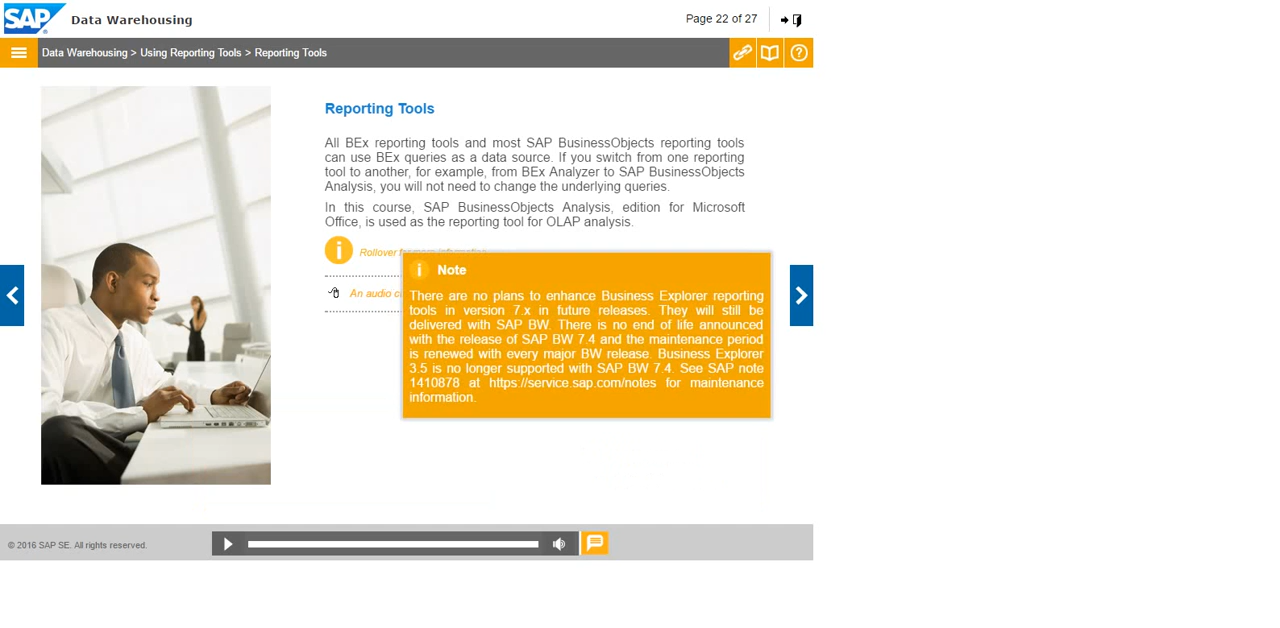 SAP
Data Warehousing
Page 22 of 27
Data Warehousing > Using Reporting Tools > Reporting Tools
Reporting Tools
All BEx reporting tools and most SAP BusinessObjects reporting tools
can use BEx queries as a data source. If you switch from one reporting
tool to another, for example, from BEx Analyzer to SAP BusinessObjects
Analysis, you will not need to change the underlying queries.
In this course, SAP BusinessObjects Analysis, edition for Microsoft
Office, is used as the reporting tool for OLAP analysis.
Rollover for more information
An audio
Note
There are no plans to enhance Business Explorer reporting
tools in version 7.x in future releases. They will still be
delivered with SAP BW. There is no end of life announced
with the release of SAP BW 7.4 and the maintenance period
is renewed with every major BW release. Business Explorer
3.5 is no longer supported with SAP BW 7.4. See SAP note
1410878 at https://service.sap.com/notes for maintenance
information.
© 2016 SAP SE. All rights reserved.